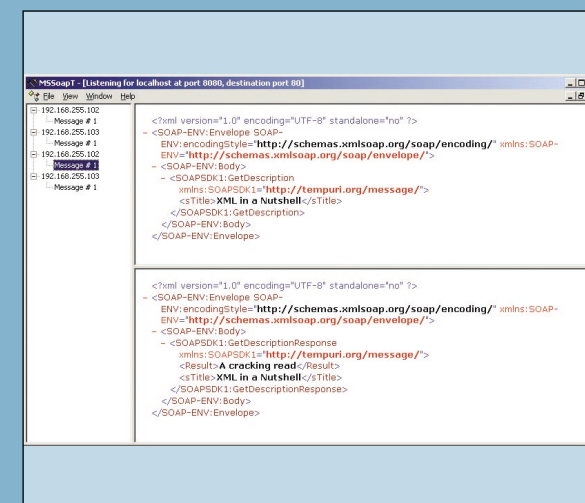 MSSoapT - [Listening for localhost at port 8080, destination port 80]
File View Window Help
192.168.255.102
Message # 1
192.168.255.103
Message # 1
192.168.255.102
Message # 1
192.168.255.103
Message # 1
<?xml version="1.0" encoding="UTF-8" standalone="no" ?>
- <SOAP-ENV:Envelope SOAP-
ENV:encodingStyle="http://schemas.xmlsoap.org/soap/encoding/" xmlns:SOAP-
ENV="http://schemas.xmlsoap.org/soap/envelope/">
- <SOAP-ENV:Body>
- <SOAPSDK1:GetDescription
xmlns:SOAPSDK1="http://tempuri.org/message/">
<sTitle>XML in a Nutshell</sTitle>
</SOAPSDK1:GetDescription>
</SOAP-ENV:Body>
</SOAP-ENV:Envelope>
<?xml version="1.0" encoding="UTF-8" standalone="no" ?>
- <SOAP-ENV:Envelope SOAP-
ENV:encodingStyle="http://schemas.xmlsoap.org/soap/encoding/" xmlns:SOAP-
ENV="http://schemas.xmlsoap.org/soap/envelope/">
- <SOAP-ENV:Body>
- <SOAPSDK1:GetDescriptionResponse
xmlns:SOAPSDK1="http://tempuri.org/message/">
<Result>A cracking read</Result>
<sTitle>XML in a Nutshell</sTitle>
</SOAPSDK1:GetDescriptionResponse>
</SOAP-ENV:Body>
</SOAP-ENV:Envelope>